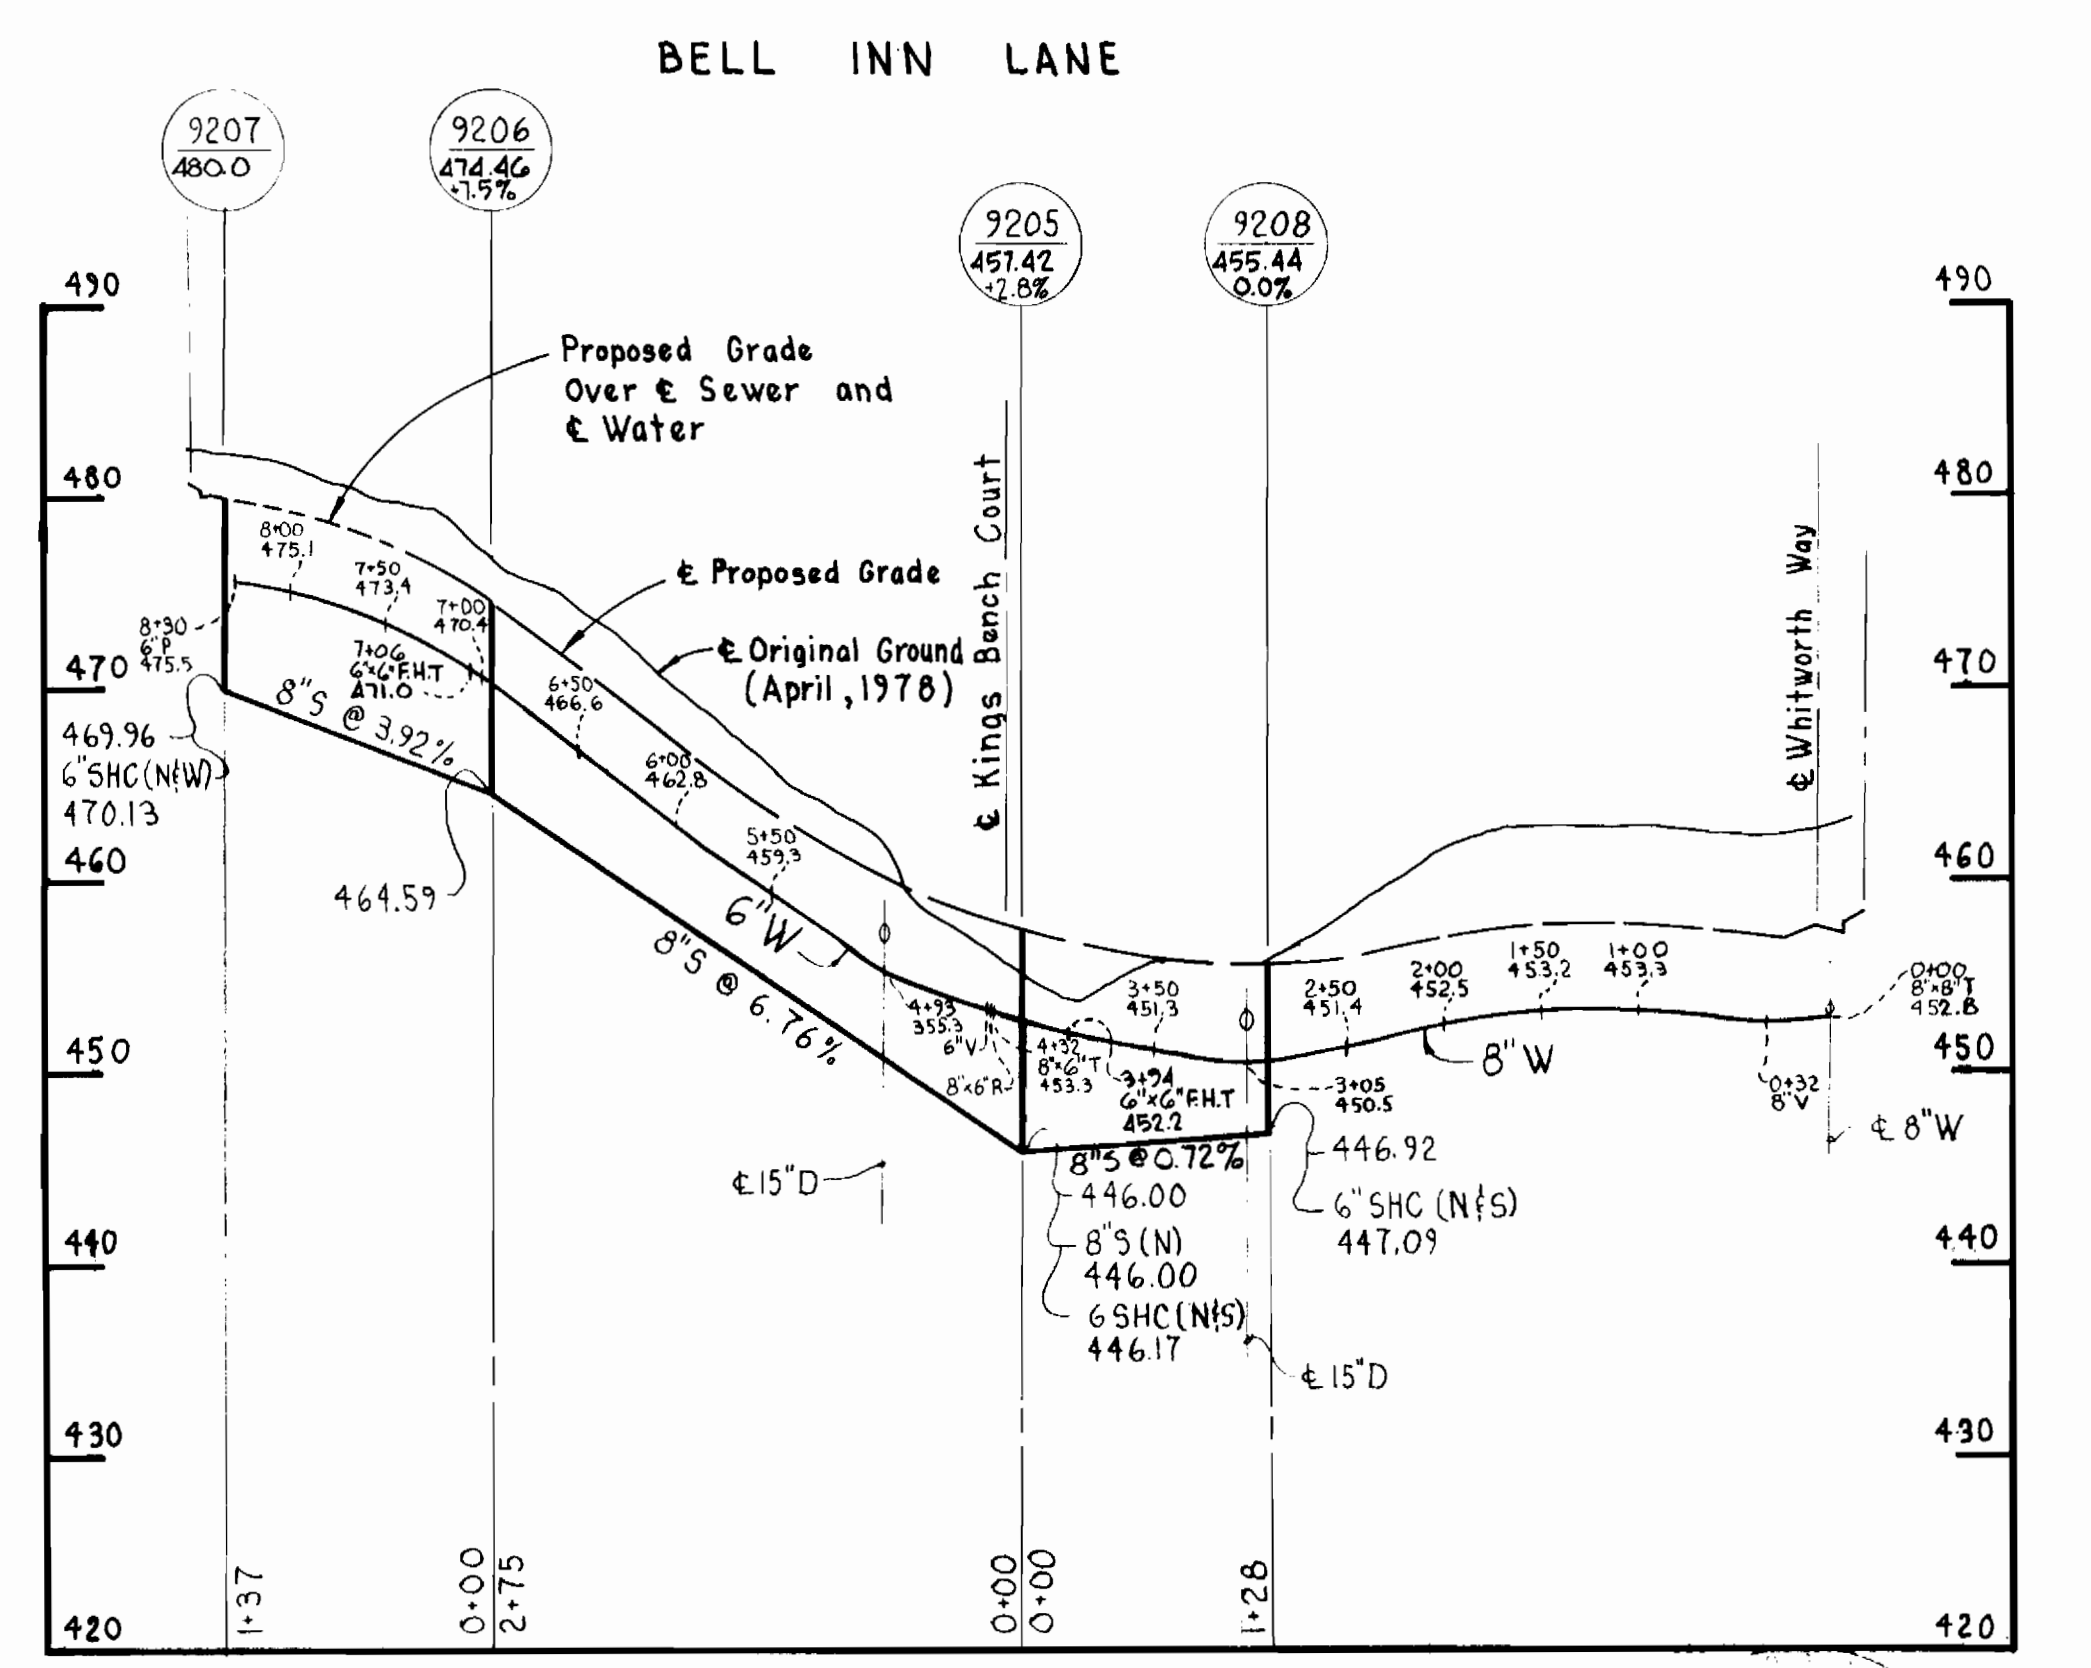 BELL INN LANE
9207
480.0
9206
474.46
+7.5%
9205
457.42
+2.8%
9208
455.44
0.0%
490
490
Proposed Grade
Over ℄ Sewer and
℄ Water
480
480
8+00
475.1
7+50
473.4
7+00
470.4
℄ Proposed Grade
℄ Original Ground
(April, 1978)
℄ Kings Bench Court
℄ Whitworth Way
8+30
6"P
475.5
7+06
6"x6"F.H.T
471.0
470
470
8"S @ 3.92%
469.96
6"SHC (N&W)
470.13
6+50
466.6
6+00
462.8
5+50
459.3
460
460
464.59
6"W
8"S @ 6.76%
4+93
355.3
6"V
8"x6"R
4+32
8"x6"T
453.3
3+94
6"x6"F.H.T
452.2
3+50
451.3
2+50
451.4
2+00
452.5
1+50
453.2
1+00
453.3
0+00
8"x8"T
452.8
450
450
8"W
3+05
450.5
0+32
8"V
℄ 8"W
8"S @ 0.72%
446.92
6"SHC (N&S)
447.09
℄ 15"D
446.00
8"S (N)
446.00
6 SHC (N&S)
446.17
℄ 15"D
440
440
430
430
1+37
0+00
2+75
0+00
0+00
1+28
420
420